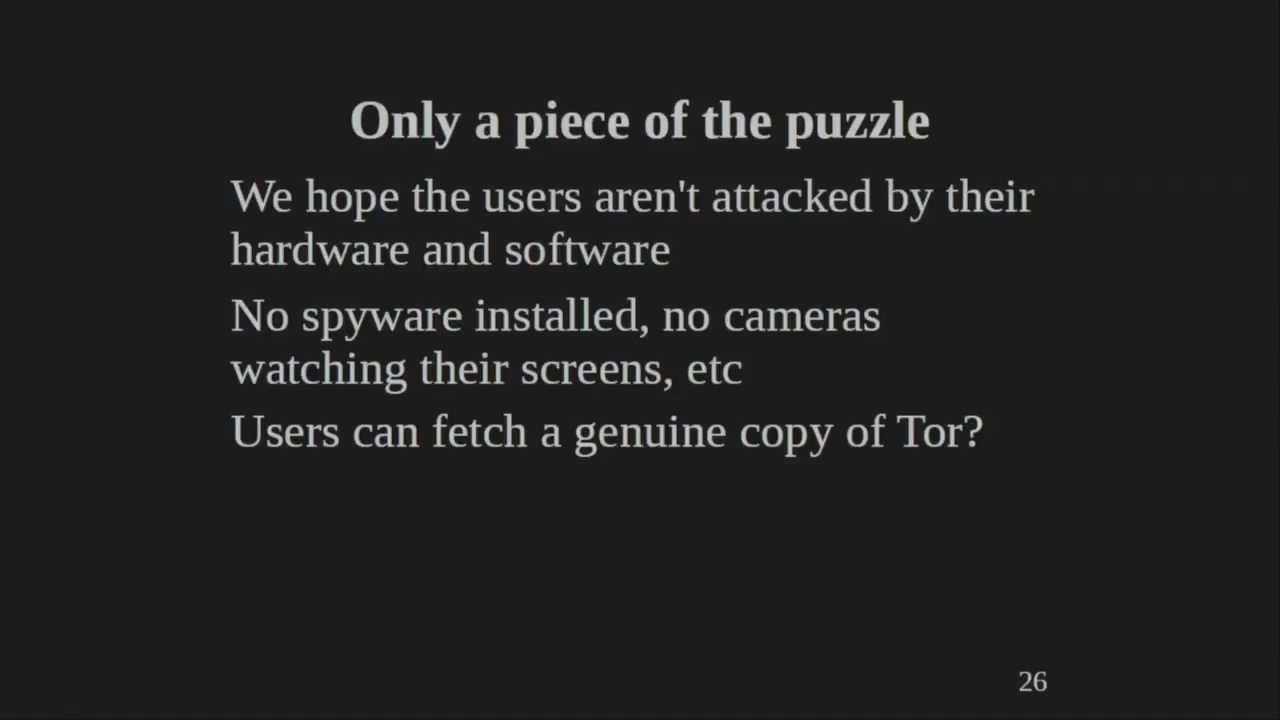 Only a piece of the puzzle
We hope the users aren't attacked by their
hardware and software
No spyware installed, no cameras
watching their screens, etc
Users can fetch a genuine copy of Tor?
26